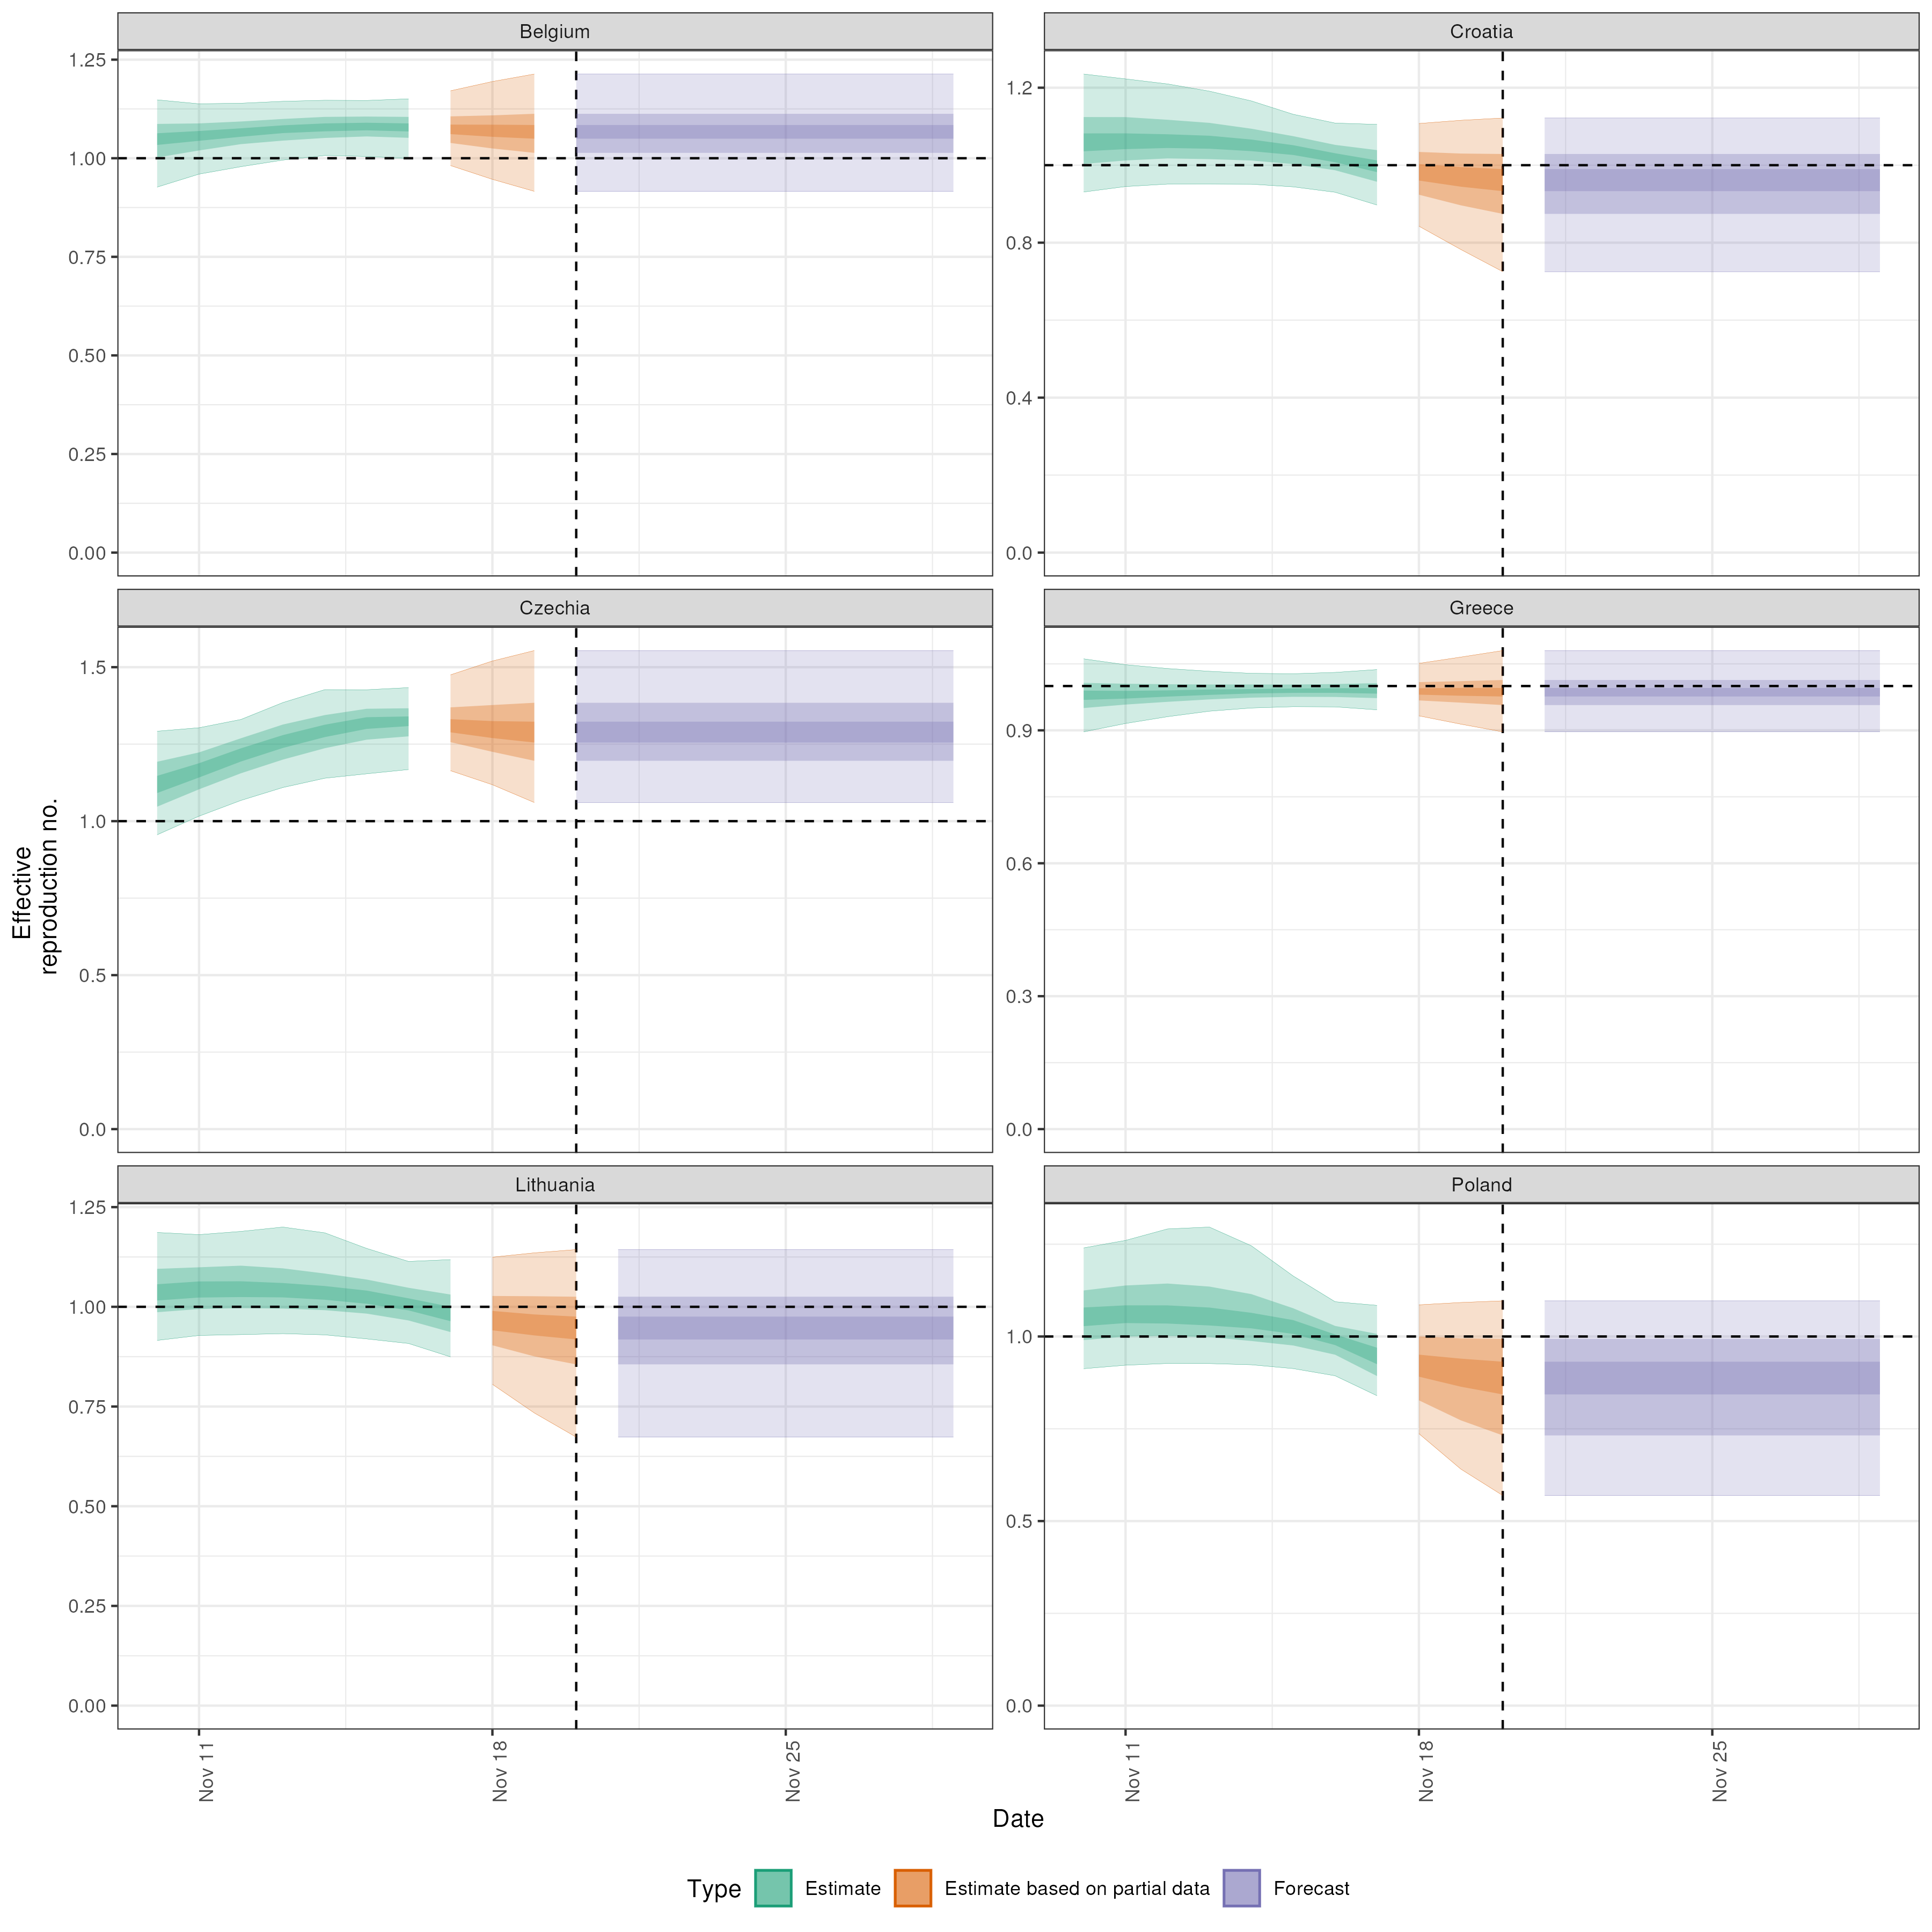 Belgium
Croatia
1.25
1.00
0.75
0.50
0.25
0.00
1.2
0.8
0.4
0.0
Czechia
Greece
1.5
1.0
0.5
0.0
0.9
0.6
0.3
0.0
Effective
reproduction no.
Lithuania
Poland
1.25
1.00
0.75
0.50
0.25
0.00
1.0
0.5
0.0
Nov 11
Nov 18
Nov 25
Nov 11
Nov 18
Nov 25
Date
Type Estimate Estimate based on partial data Forecast